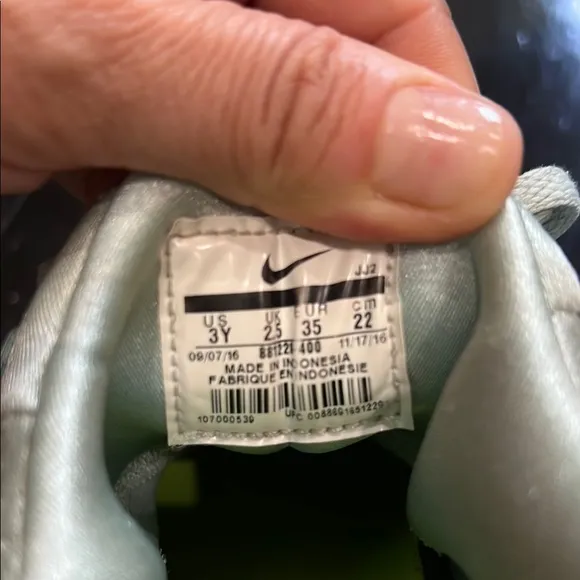 JJ2
US UK EUR cm
3Y 2.5 35 22
09/07/16 11/17/16
MADE IN INDONESIA
FABRIQUE EN INDONESIE
107000539 UPC